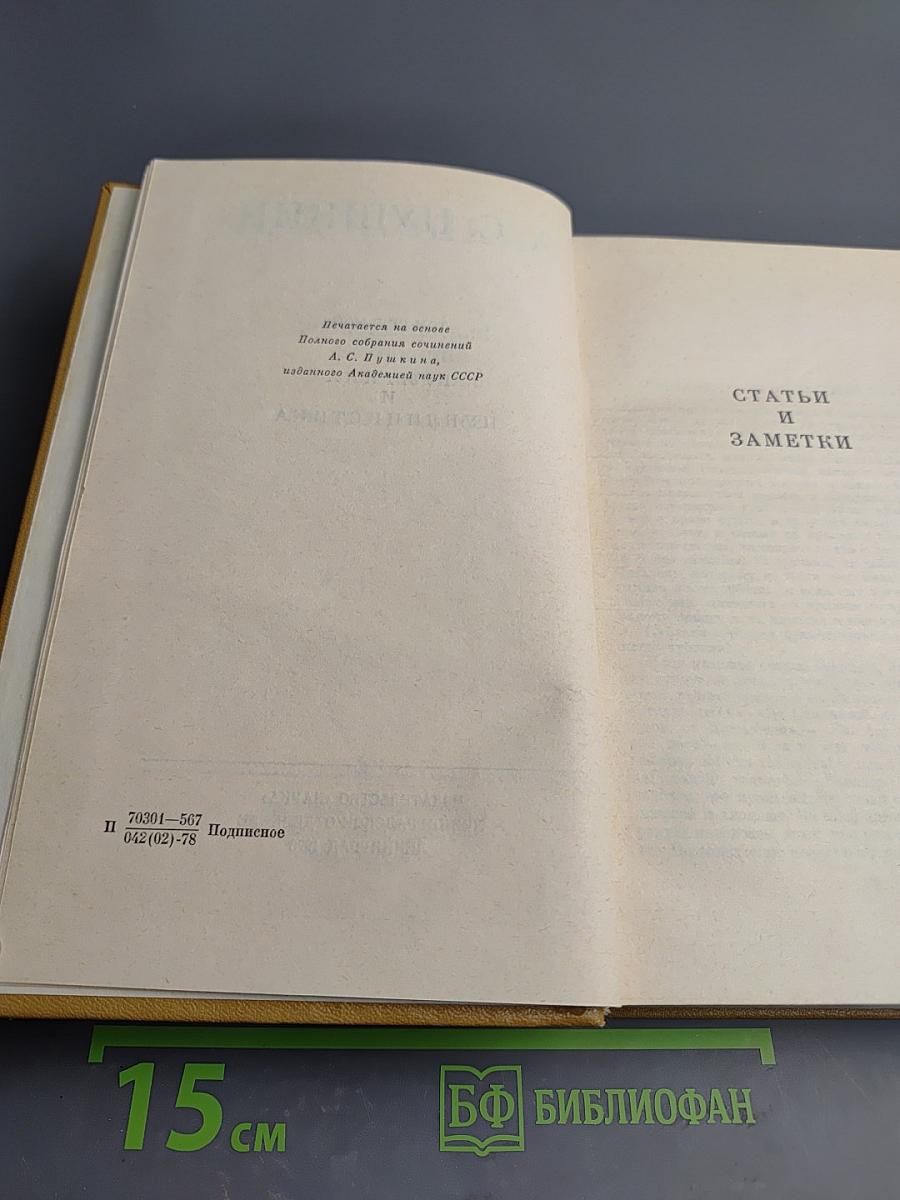 Печатается на основе
Полного собрания сочинений
А. С. Пушкина,
изданного Академией наук СССР
П 70301—567
042(02)-78 Подписное
СТАТЬИ
И
ЗАМЕТКИ
15 см
БФ БИБЛИОФАН